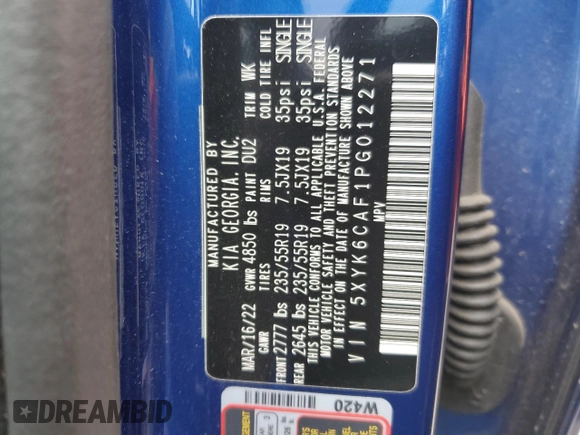 MANUFACTURED BY
KIA GEORGIA, INC.
MAR/16/22 GVWR 4850 lbs PAINT DU2 TRIM WK
GAWR TIRES RIMS COLD TIRE INFL
FRONT 2777 lbs 235/55R19 7.5JX19 35psi SINGLE
REAR 2645 lbs 235/55R19 7.5JX19 35psi SINGLE
THIS VEHICLE CONFORMS TO ALL APPLICABLE U.S.A. FEDERAL
MOTOR VEHICLE SAFETY AND THEFT PREVENTION STANDARDS
IN EFFECT ON THE DATE OF MANUFACTURE SHOWN ABOVE
VIN 5XYK6CAF1PG012271
MPV
W420
DREAMBID